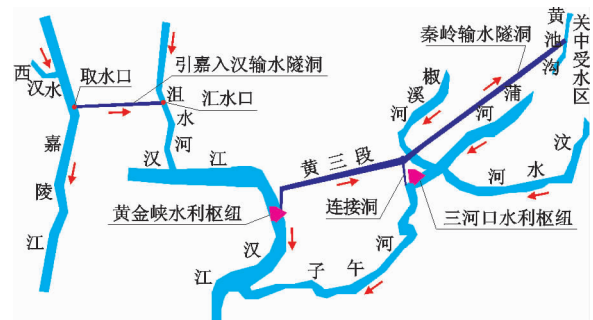 黄池沟
关中受水区
秦岭输水隧洞
西汉水
取水口
引嘉入汉输水隧洞
沮水河
汇水口
椒溪河
蒲河
汶水河
嘉陵江
汉江
黄三段
黄金峡水利枢纽
连接洞
三河口水利枢纽
汉江
子午河